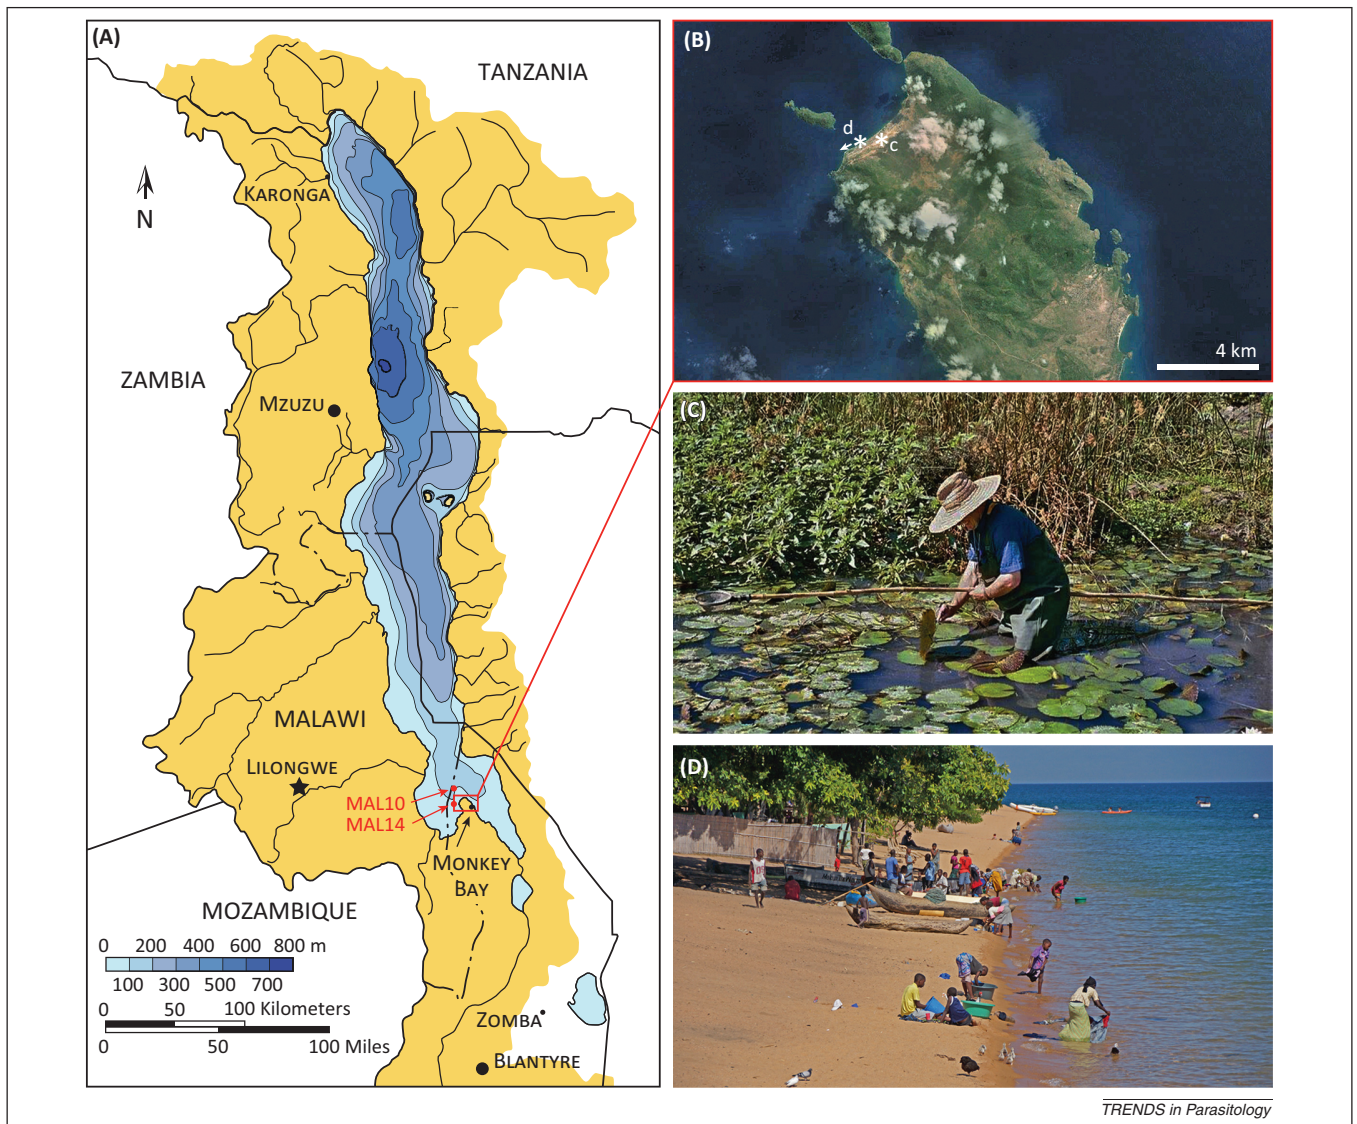 (A)
TANZANIA
N
KARONGA
ZAMBIA
MZUZU
MALAWI
LILONGWE
MAL10
MAL14
MONKEY
BAY
MOZAMBIQUE
0 200 400 600 800 m
100 300 500 700
0 50 100 Kilometers
0 50 100 Miles
ZOMBA
BLANTYRE
(B)
d
c
4 km
(C)
(D)
TRENDS in Parasitology